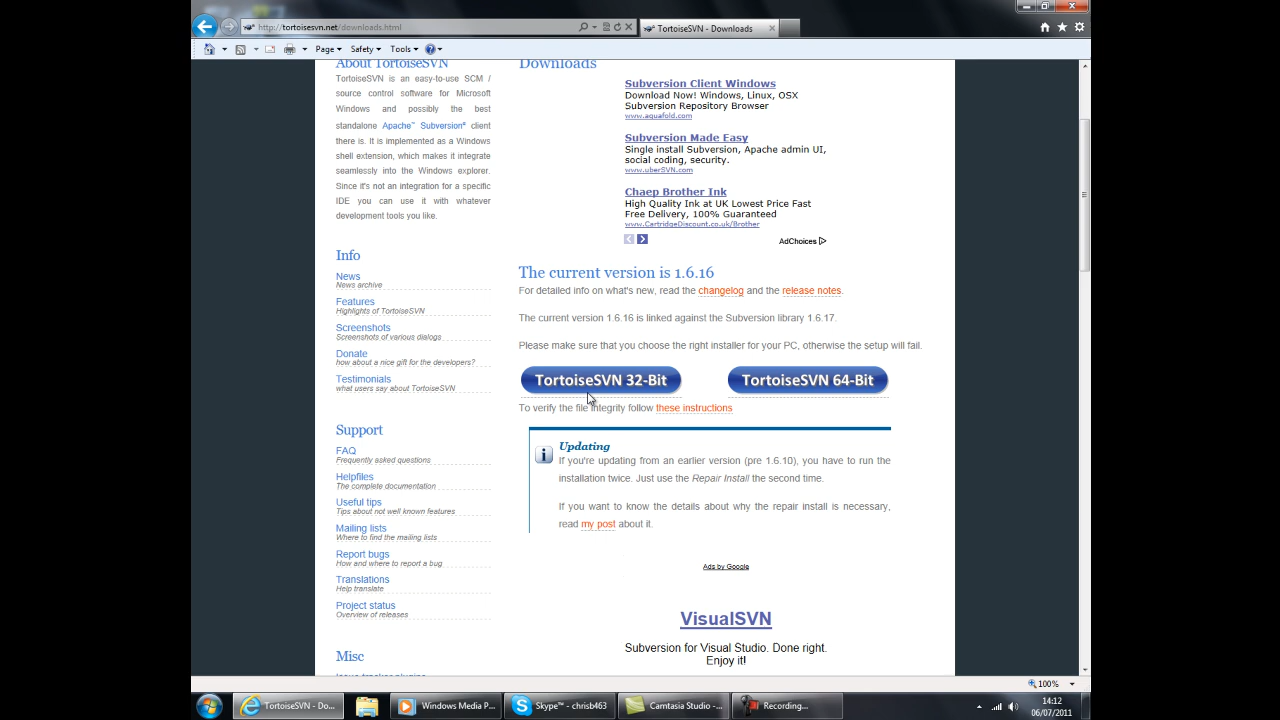 http://tortoisesvn.net/downloads.html
TortoiseSVN - Downloads
Page
Safety
Tools
About TortoiseSVN
TortoiseSVN is an easy-to-use SCM /
source control software for Microsoft
Windows and possibly the best
standalone Apache™ Subversion® client
there is. It is implemented as a Windows
shell extension, which makes it integrate
seamlessly into the Windows explorer.
Since it's not an integration for a specific
IDE you can use it with whatever
development tools you like.
Info
News
News archive
Features
Highlights of TortoiseSVN
Screenshots
Screenshots of various dialogs
Donate
how about a nice gift for the developers?
Testimonials
what users say about TortoiseSVN
Support
FAQ
Frequently asked questions
Helpfiles
The complete documentation
Useful tips
Tips about not well known features
Mailing lists
Where to find the mailing lists
Report bugs
How and where to report a bug
Translations
Help translate
Project status
Overview of releases
Misc
Issue tracker plugins
Downloads
Subversion Client Windows
Download Now! Windows, Linux, OSX
Subversion Repository Browser
www.aquafold.com
Subversion Made Easy
Single install Subversion, Apache admin UI,
social coding, security.
www.uberSVN.com
Chaep Brother Ink
High Quality Ink at UK Lowest Price Fast
Free Delivery, 100% Guaranteed
www.CartridgeDiscount.co.uk/Brother
AdChoices
The current version is 1.6.16
For detailed info on what's new, read the changelog and the release notes.
The current version 1.6.16 is linked against the Subversion library 1.6.17.
Please make sure that you choose the right installer for your PC, otherwise the setup will fail.
TortoiseSVN 32-Bit
TortoiseSVN 64-Bit
To verify the file integrity follow these instructions
Updating
If you're updating from an earlier version (pre 1.6.10), you have to run the
installation twice. Just use the Repair Install the second time.
If you want to know the details about why the repair install is necessary,
read my post about it.
Ads by Google
VisualSVN
Subversion for Visual Studio. Done right.
Enjoy it!
100%
TortoiseSVN - Do...
Windows Media P...
Skype™ - chrisb463
Camtasia Studio -...
Recording...
14:12
06/07/2011